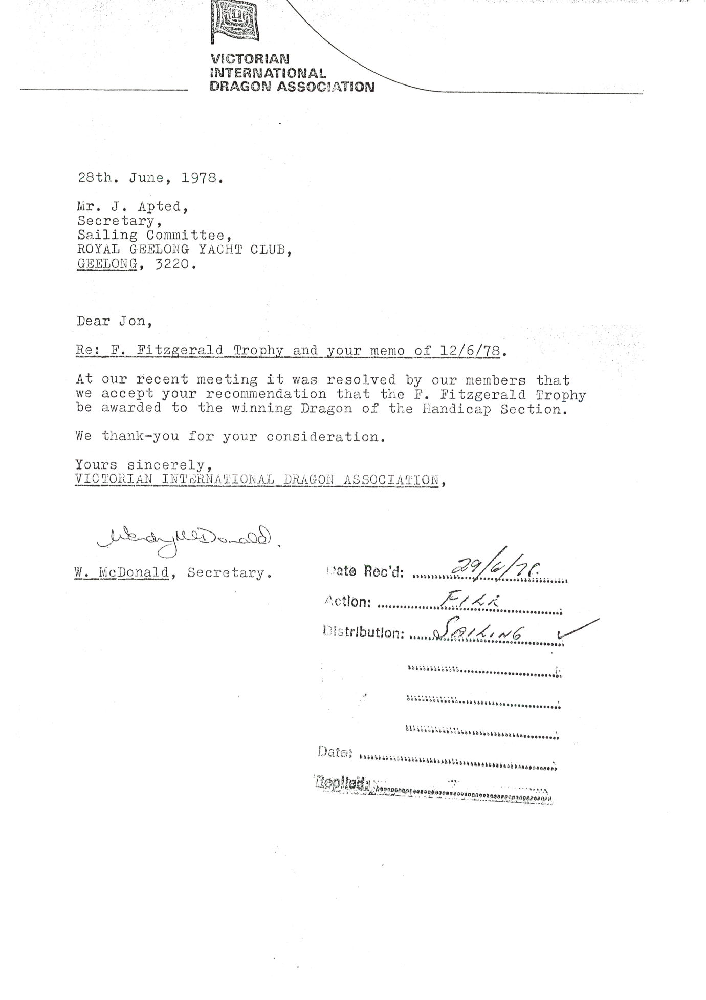 VICTORIAN
INTERNATIONAL
DRAGON ASSOCIATION
28th. June, 1978.
Mr. J. Apted,
Secretary,
Sailing Committee,
ROYAL GEELONG YACHT CLUB,
GEELONG, 3220.
Dear Jon,
Re: F. Fitzgerald Trophy and your memo of 12/6/78.
At our recent meeting it was resolved by our members that
we accept your recommendation that the F. Fitzgerald Trophy
be awarded to the winning Dragon of the Handicap Section.
We thank-you for your consideration.
Yours sincerely,
VICTORIAN INTERNATIONAL DRAGON ASSOCIATION,
Wendy McDonald.
W. McDonald, Secretary.
Date Rec'd: 29/6/78.
Action: FILE
Distribution: SAILING ✓
Date:
Replied: